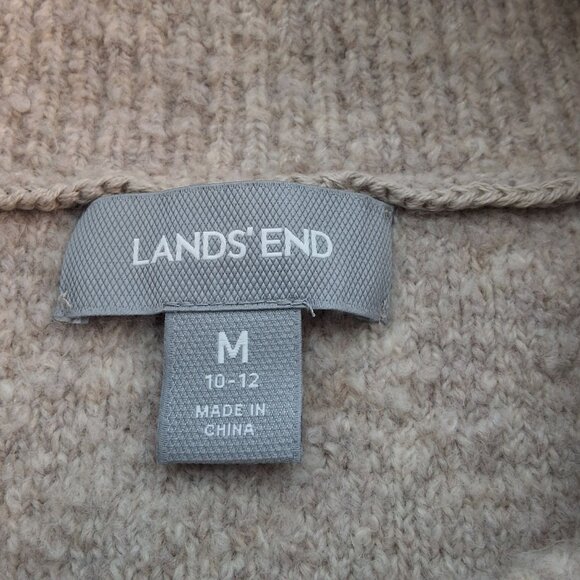 LANDS' END
M
10-12
MADE IN
CHINA